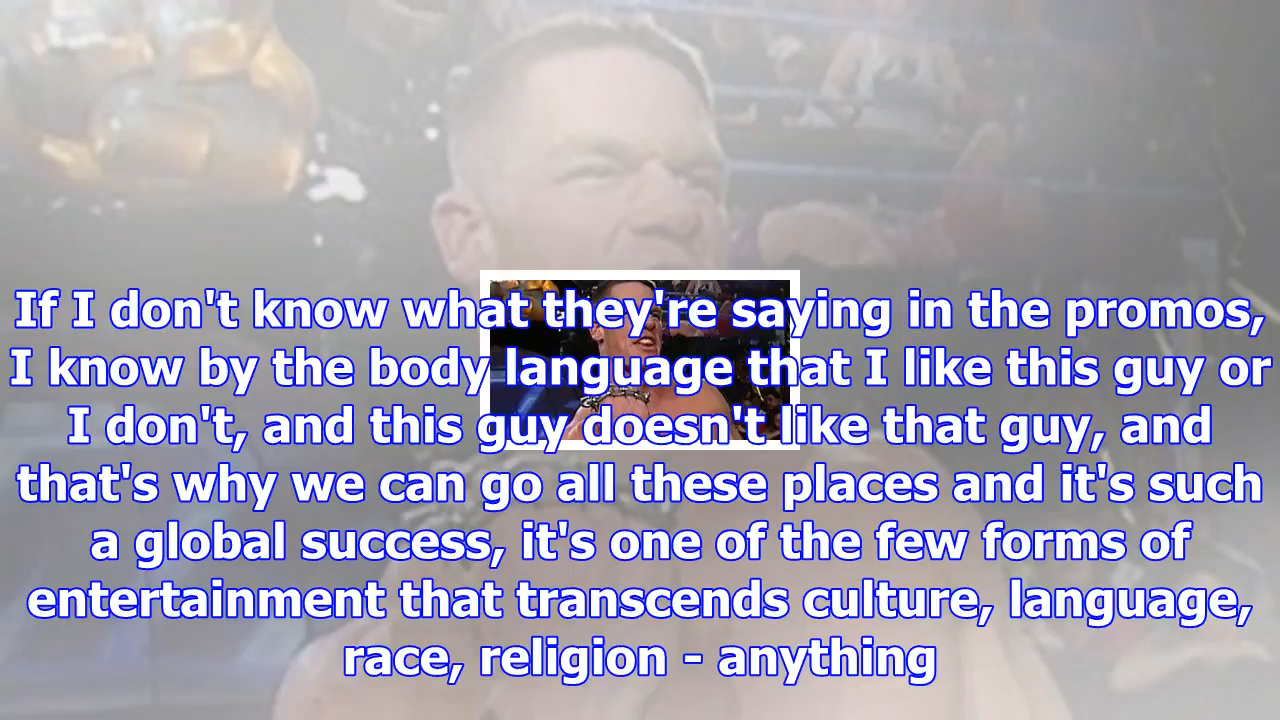 If I don't know what they're saying in the promos,
I know by the body language that I like this guy or
I don't, and this guy doesn't like that guy, and
that's why we can go all these places and it's such
a global success, it's one of the few forms of
entertainment that transcends culture, language,
race, religion - anything